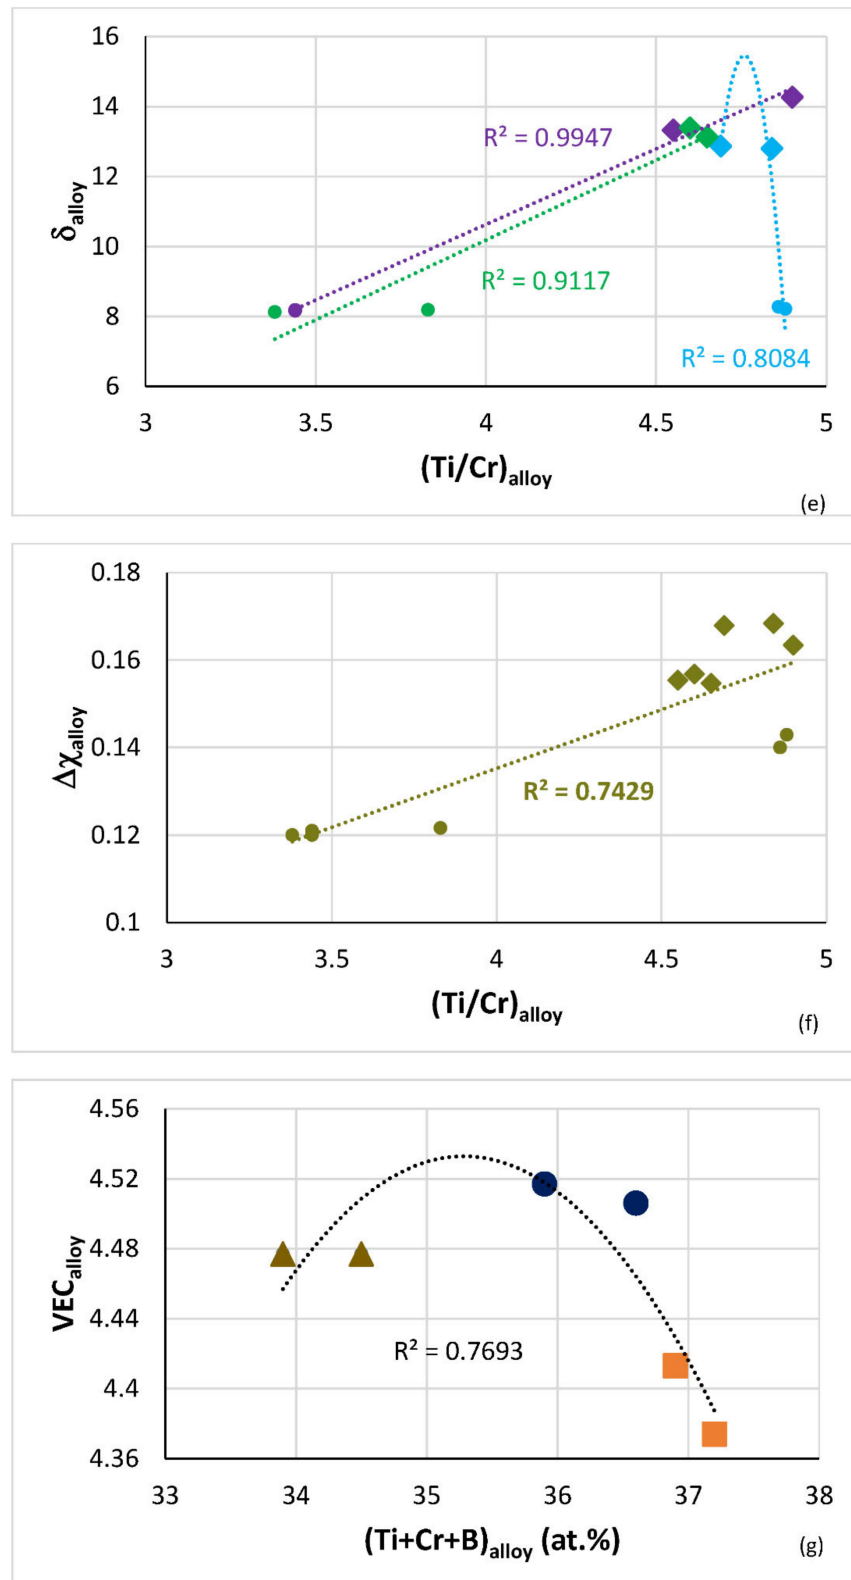 16
14
12
10
8
6
δalloy
R² = 0.9947
R² = 0.9117
R² = 0.8084
3
3.5
4
4.5
5
(Ti/Cr)alloy
(e)
0.18
0.16
0.14
0.12
0.1
Δχalloy
R² = 0.7429
3
3.5
4
4.5
5
(Ti/Cr)alloy
(f)
4.56
4.52
4.48
4.44
4.4
4.36
VECalloy
R² = 0.7693
33
34
35
36
37
38
(Ti+Cr+B)alloy (at.%)
(g)